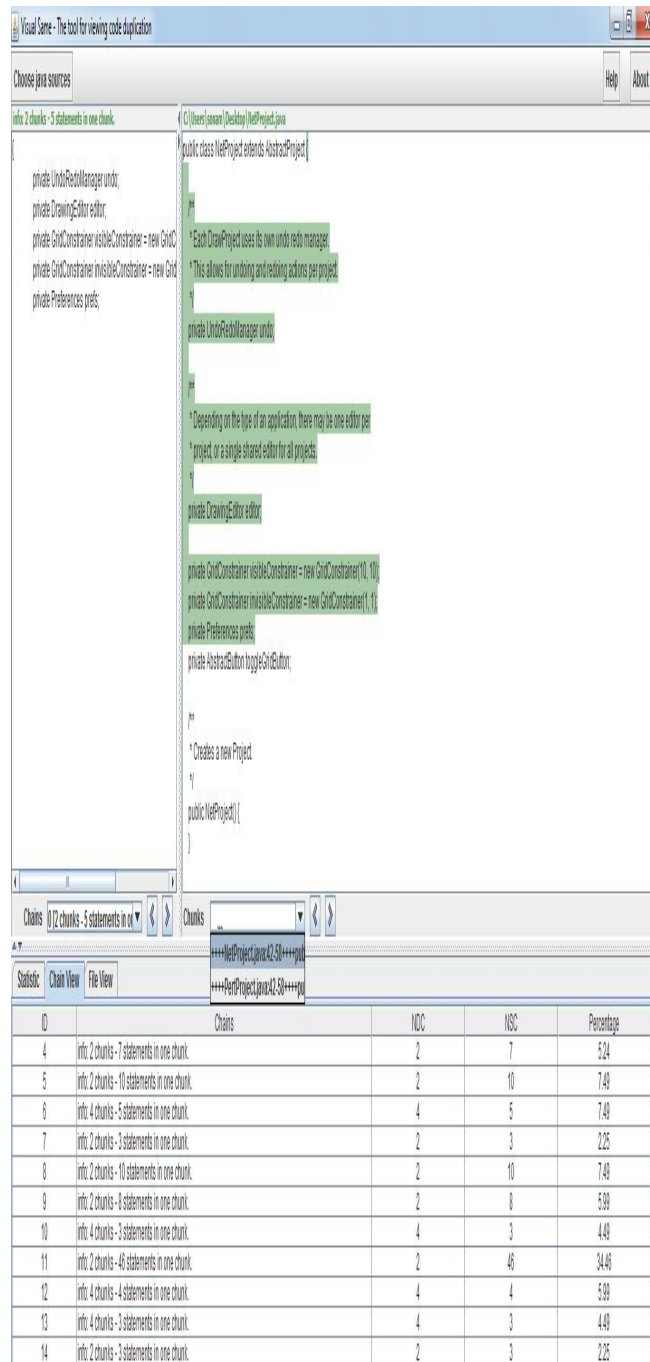 Visual Same - The tool for viewing code duplication
Choose java sources
Help About
info: 2 chunks - 5 statements in one chunk.
{
private UndoRedoManager undo;
private DrawingEditor editor;
private GridConstrainer visibleConstrainer = new GridC
private GridConstrainer invisibleConstrainer = new Grid
private Preferences prefs;
C:\Users\sonam\Desktop\NetProject.java
public class NetProject extends AbstractProject {
/**
* Each DrawProject uses its own undo redo manager.
* This allows for undoing and redoing actions per project.
*/
private UndoRedoManager undo;
/**
* Depending on the type of an application, there may be one editor per
* project, or a single shared editor for all projects.
*/
private DrawingEditor editor;
private GridConstrainer visibleConstrainer = new GridConstrainer(10, 10);
private GridConstrainer invisibleConstrainer = new GridConstrainer(1, 1);
private Preferences prefs;
private AbstractButton toggleGridButton;
/**
* Creates a new Project.
*/
public NetProject() {
}
Chains 0 [2 chunks - 5 statements in o
Chunks ...
++++NetProject.java:42-58++++pub
++++PertProject.java:42-58++++pu
Statistic Chain View File View
ID Chains NDC NSC Percentage
4 info: 2 chunks - 7 statements in one chunk. 2 7 5.24
5 info: 2 chunks - 10 statements in one chunk. 2 10 7.49
6 info: 4 chunks - 5 statements in one chunk. 4 5 7.49
7 info: 2 chunks - 3 statements in one chunk. 2 3 2.25
8 info: 2 chunks - 10 statements in one chunk. 2 10 7.49
9 info: 2 chunks - 8 statements in one chunk. 2 8 5.99
10 info: 4 chunks - 3 statements in one chunk. 4 3 4.49
11 info: 2 chunks - 46 statements in one chunk. 2 46 34.46
12 info: 4 chunks - 4 statements in one chunk. 4 4 5.99
13 info: 4 chunks - 3 statements in one chunk. 4 3 4.49
14 info: 2 chunks - 3 statements in one chunk. 2 3 2.25